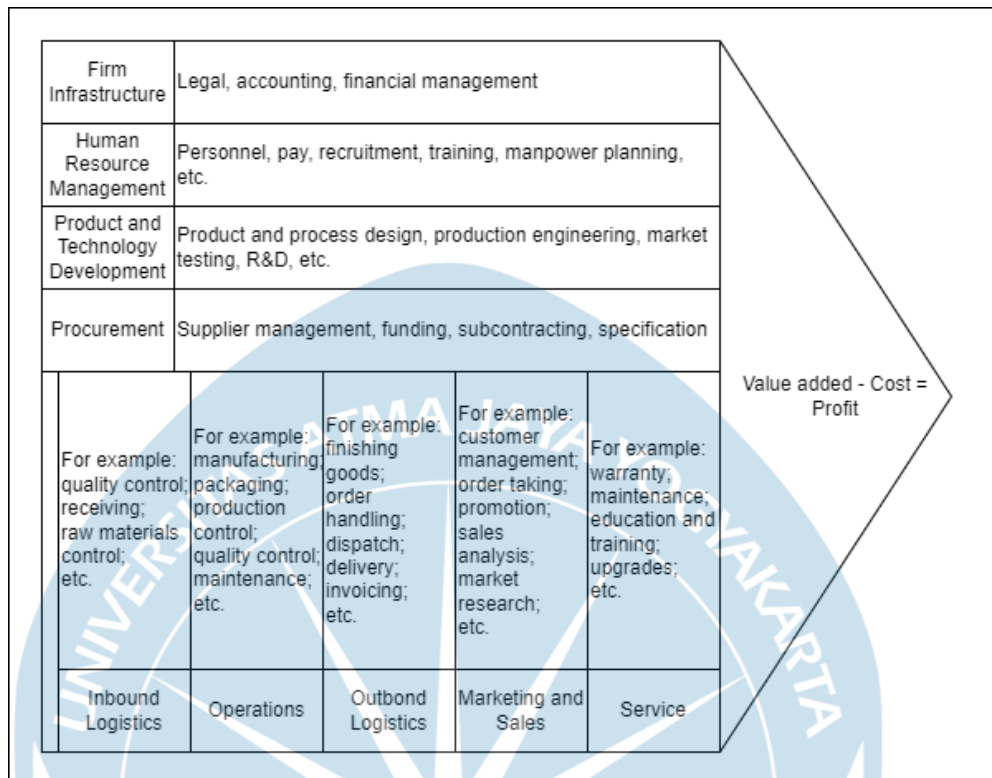 Firm
Infrastructure
Legal, accounting, financial management
Human
Resource
Management
Personnel, pay, recruitment, training, manpower planning,
etc.
Product and
Technology
Development
Product and process design, production engineering, market
testing, R&D, etc.
Procurement
Supplier management, funding, subcontracting, specification
Value added - Cost =
Profit
For example:
quality control;
receiving;
raw materials
control;
etc.
For example:
manufacturing;
packaging;
production
control;
quality control;
maintenance;
etc.
For example:
finishing
goods;
order
handling;
dispatch;
delivery;
invoicing;
etc.
For example:
customer
management;
order taking;
promotion;
sales
analysis;
market
research;
etc.
For example:
warranty;
maintenance;
education and
training;
upgrades;
etc.
Inbound
Logistics
Operations
Outbond
Logistics
Marketing and
Sales
Service
UNIVERSITAS ATMA JAYA YOGYAKARTA